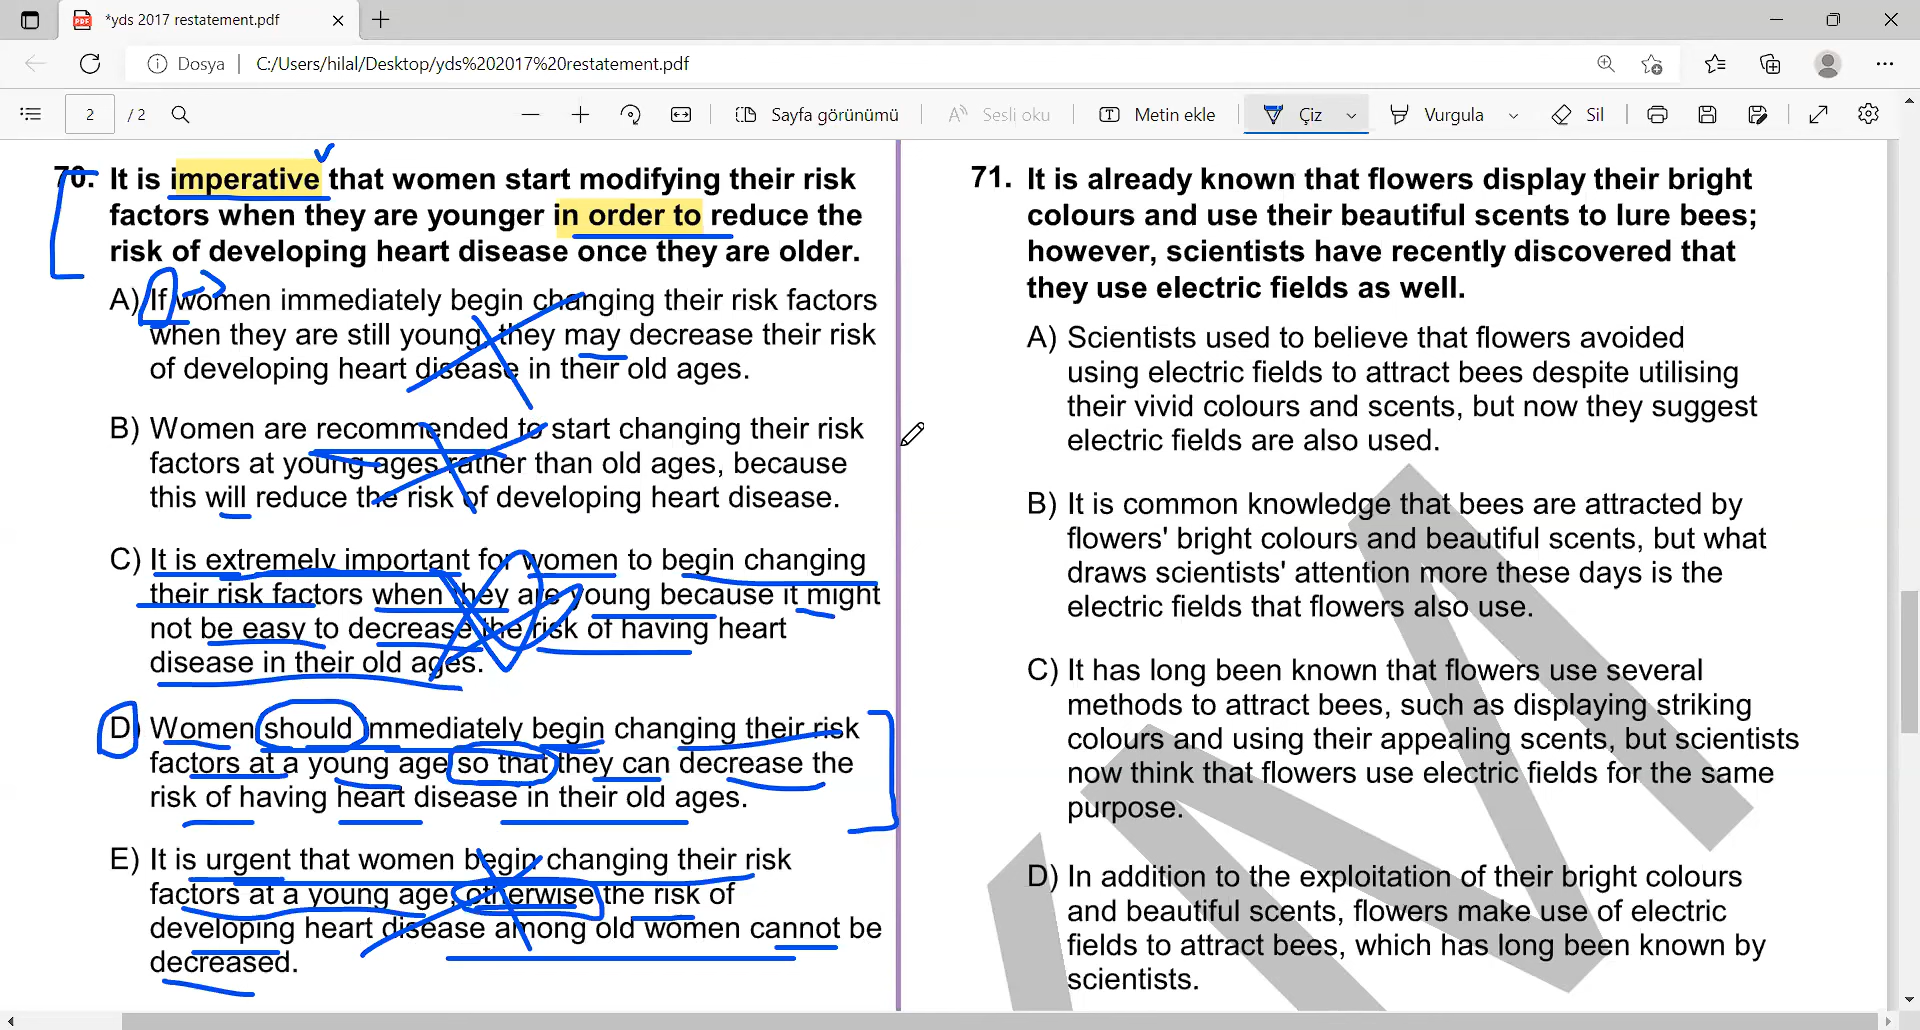 *yds 2017 restatement.pdf
Dosya
C:/Users/hilal/Desktop/yds%202017%20restatement.pdf
2 / 2
Sayfa görünümü
Sesli oku
Metin ekle
Çiz
Vurgula
Sil
70. It is imperative that women start modifying their risk
factors when they are younger in order to reduce the
risk of developing heart disease once they are older.
A) If women immediately begin changing their risk factors
when they are still young, they may decrease their risk
of developing heart disease in their old ages.
B) Women are recommended to start changing their risk
factors at young ages rather than old ages, because
this will reduce the risk of developing heart disease.
C) It is extremely important for women to begin changing
their risk factors when they are young because it might
not be easy to decrease the risk of having heart
disease in their old ages.
D) Women should immediately begin changing their risk
factors at a young age so that they can decrease the
risk of having heart disease in their old ages.
E) It is urgent that women begin changing their risk
factors at a young age, otherwise the risk of
developing heart disease among old women cannot be
decreased.
71. It is already known that flowers display their bright
colours and use their beautiful scents to lure bees;
however, scientists have recently discovered that
they use electric fields as well.
A) Scientists used to believe that flowers avoided
using electric fields to attract bees despite utilising
their vivid colours and scents, but now they suggest
electric fields are also used.
B) It is common knowledge that bees are attracted by
flowers' bright colours and beautiful scents, but what
draws scientists' attention more these days is the
electric fields that flowers also use.
C) It has long been known that flowers use several
methods to attract bees, such as displaying striking
colours and using their appealing scents, but scientists
now think that flowers use electric fields for the same
purpose.
D) In addition to the exploitation of their bright colours
and beautiful scents, flowers make use of electric
fields to attract bees, which has long been known by
scientists.